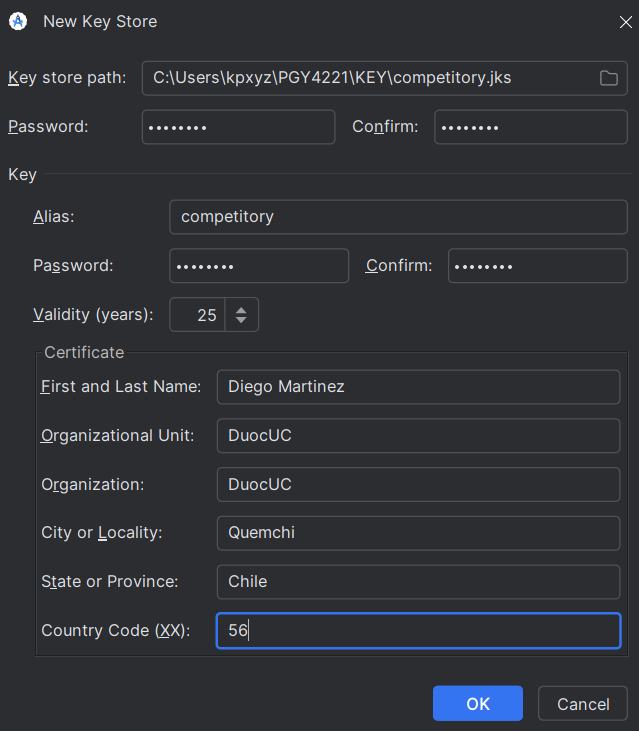 New Key Store
Key store path: C:\Users\kpxyz\PGY4221\KEY\competitory.jks
Password: •••••••• Confirm: ••••••••
Key
Alias: competitory
Password: •••••••• Confirm: ••••••••
Validity (years): 25
Certificate
First and Last Name: Diego Martinez
Organizational Unit: DuocUC
Organization: DuocUC
City or Locality: Quemchi
State or Province: Chile
Country Code (XX): 56
OK Cancel